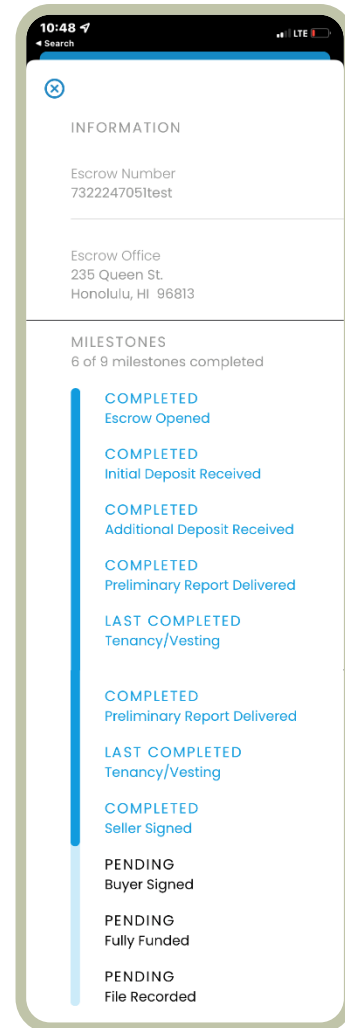 10:48
◂ Search
LTE
INFORMATION
Escrow Number
7322247051test
Escrow Office
235 Queen St.
Honolulu, HI 96813
MILESTONES
6 of 9 milestones completed
COMPLETED
Escrow Opened
COMPLETED
Initial Deposit Received
COMPLETED
Additional Deposit Received
COMPLETED
Preliminary Report Delivered
LAST COMPLETED
Tenancy/Vesting
COMPLETED
Preliminary Report Delivered
LAST COMPLETED
Tenancy/Vesting
COMPLETED
Seller Signed
PENDING
Buyer Signed
PENDING
Fully Funded
PENDING
File Recorded